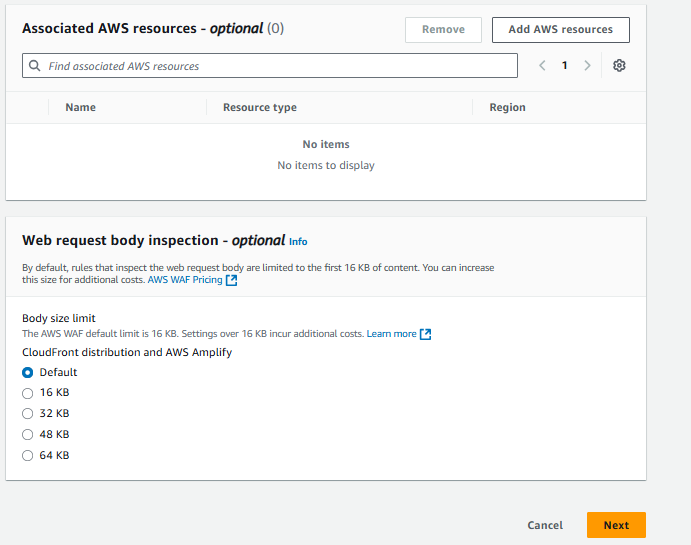 Associated AWS resources - optional (0)
Remove
Add AWS resources
Find associated AWS resources
1
Name
Resource type
Region
No items
No items to display
Web request body inspection - optional Info
By default, rules that inspect the web request body are limited to the first 16 KB of content. You can increase
this size for additional costs. AWS WAF Pricing
Body size limit
The AWS WAF default limit is 16 KB. Settings over 16 KB incur additional costs. Learn more
CloudFront distribution and AWS Amplify
Default
16 KB
32 KB
48 KB
64 KB
Cancel
Next